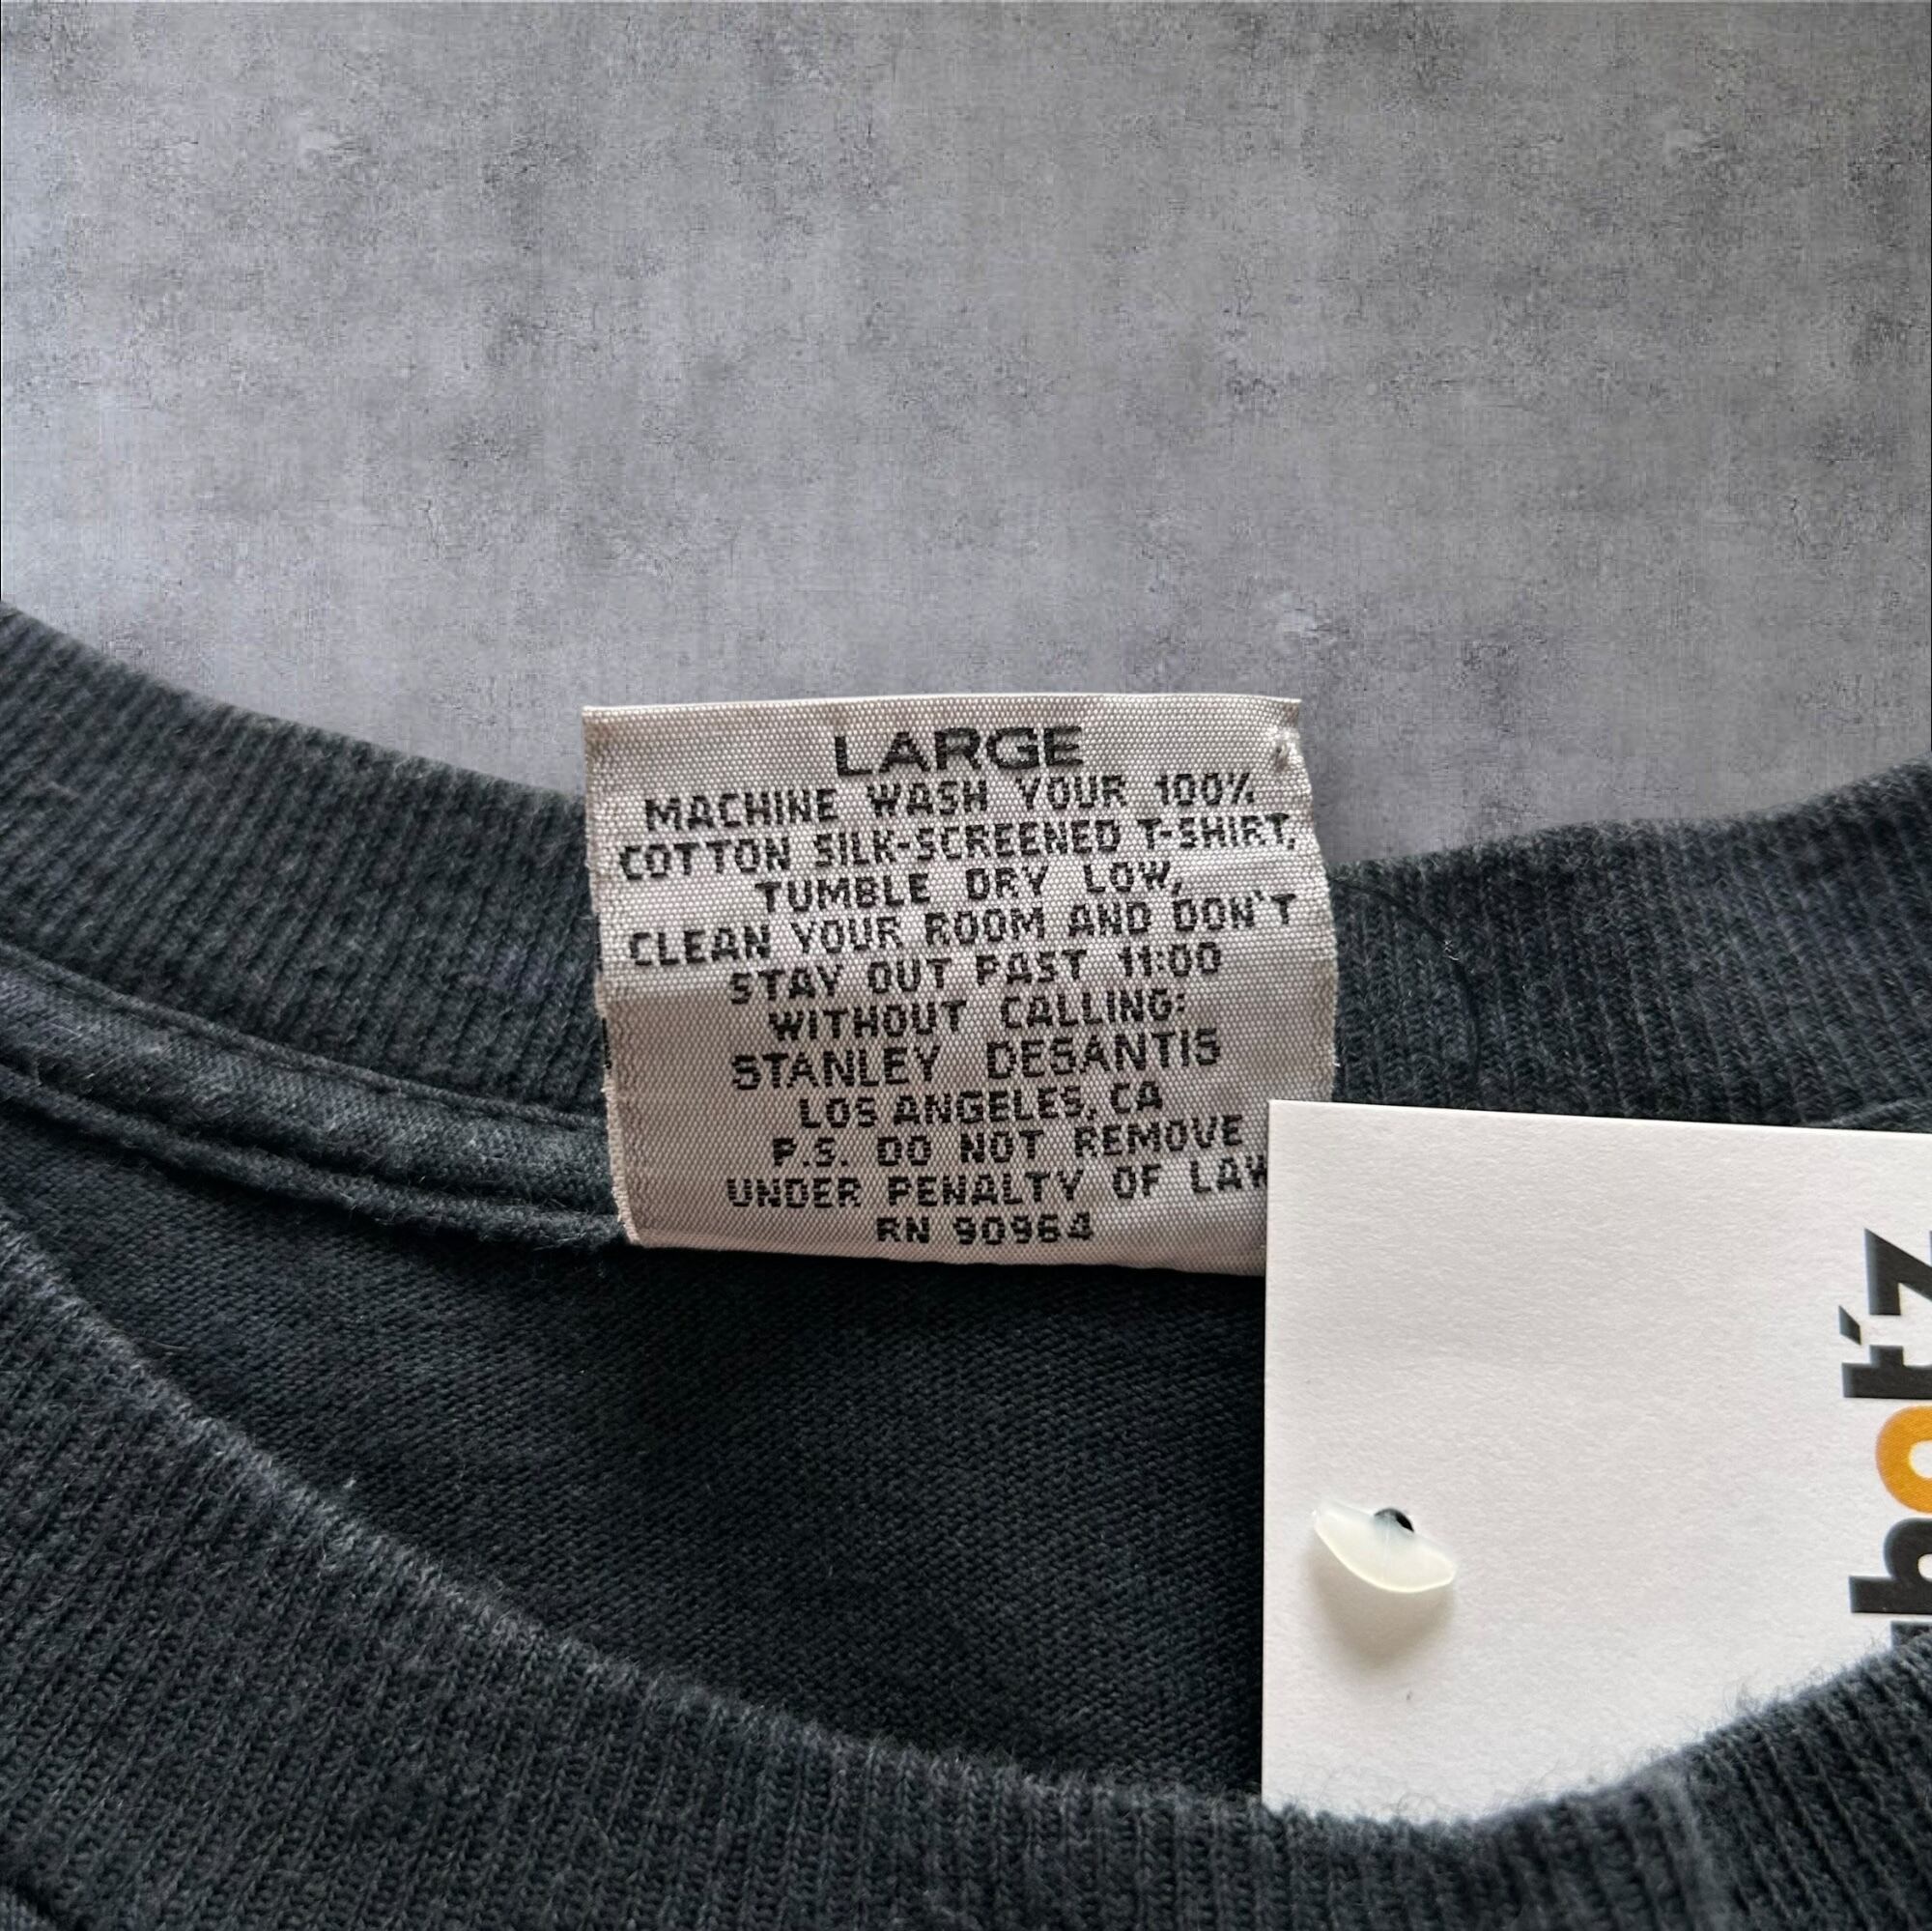 LARGE
MACHINE WASH YOUR 100%
COTTON SILK-SCREENED T-SHIRT,
TUMBLE DRY LOW,
CLEAN YOUR ROOM AND DON'T
STAY OUT PAST 11:00
WITHOUT CALLING:
STANLEY DESANTIS
LOS ANGELES, CA
P.S. DO NOT REMOVE
UNDER PENALTY OF LAW
RN 90964